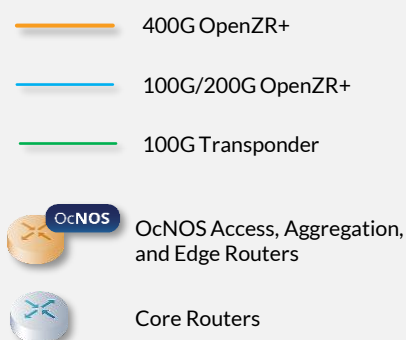 400G OpenZR+
100G/200G OpenZR+
100G Transponder
OcNOS
OcNOS Access, Aggregation,
and Edge Routers
Core Routers